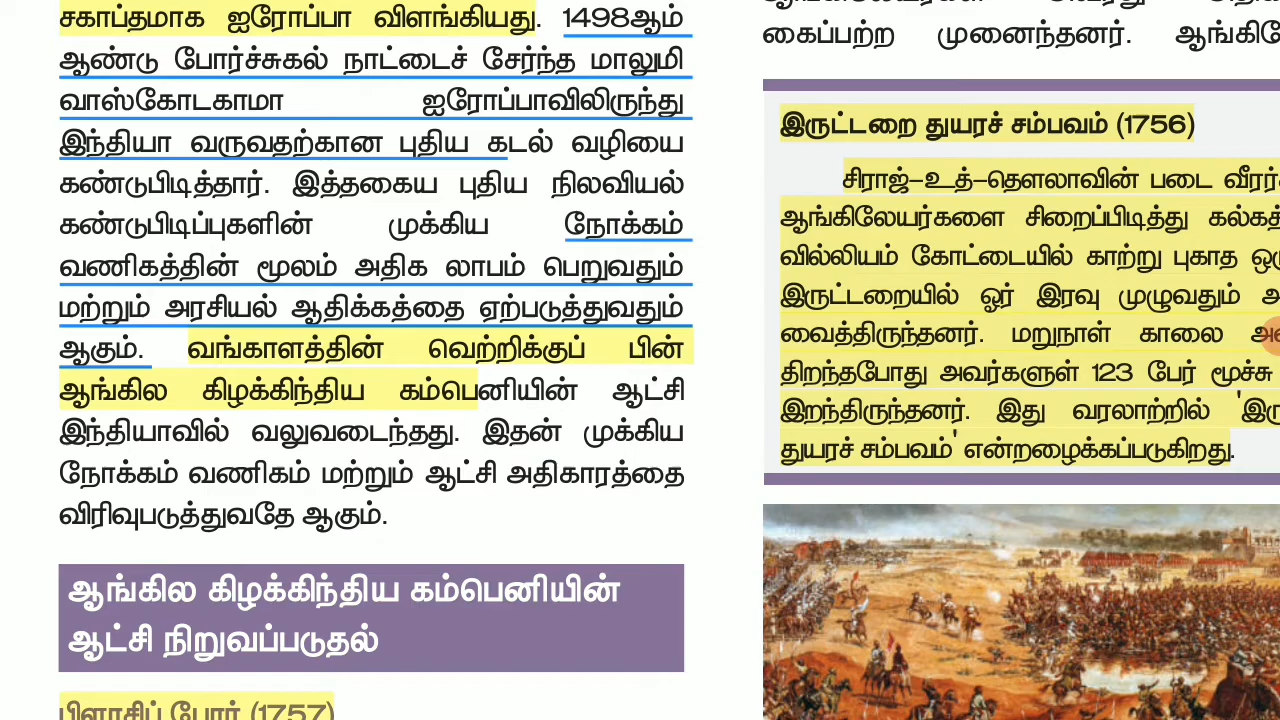 சகாப்தமாக ஐரோப்பா விளங்கியது. 1498ஆம்
ஆண்டு போர்ச்சுகல் நாட்டைச் சேர்ந்த மாலுமி
வாஸ்கோடகாமா ஐரோப்பாவிலிருந்து
இந்தியா வருவதற்கான புதிய கடல் வழியை
கண்டுபிடித்தார். இத்தகைய புதிய நிலவியல்
கண்டுபிடிப்புகளின் முக்கிய நோக்கம்
வணிகத்தின் மூலம் அதிக லாபம் பெறுவதும்
மற்றும் அரசியல் ஆதிக்கத்தை ஏற்படுத்துவதும்
ஆகும். வங்காளத்தின் வெற்றிக்குப் பின்
ஆங்கில கிழக்கிந்திய கம்பெனியின் ஆட்சி
இந்தியாவில் வலுவடைந்தது. இதன் முக்கிய
நோக்கம் வணிகம் மற்றும் ஆட்சி அதிகாரத்தை
விரிவுபடுத்துவதே ஆகும்.
ஆங்கில கிழக்கிந்திய கம்பெனியின்
ஆட்சி நிறுவப்படுதல்
பிளாசிப் போர் (1757)
கைப்பற்ற முனைந்தனர்.
இருட்டறை துயரச் சம்பவம் (1756)
சிராஜ்-உத்-தௌலாவின் படை
ஆங்கிலேயர்களை சிறைப்பிடித்து
வில்லியம் கோட்டையில் காற்று புகாத
இருட்டறையில் ஓர் இரவு முழுவதும்
வைத்திருந்தனர். மறுநாள் காலை
திறந்தபோது அவர்களுள் 123 பேர் மூச்சு
இறந்திருந்தனர். இது வரலாற்றில்
துயரச் சம்பவம்' என்றழைக்கப்படுகிறது.